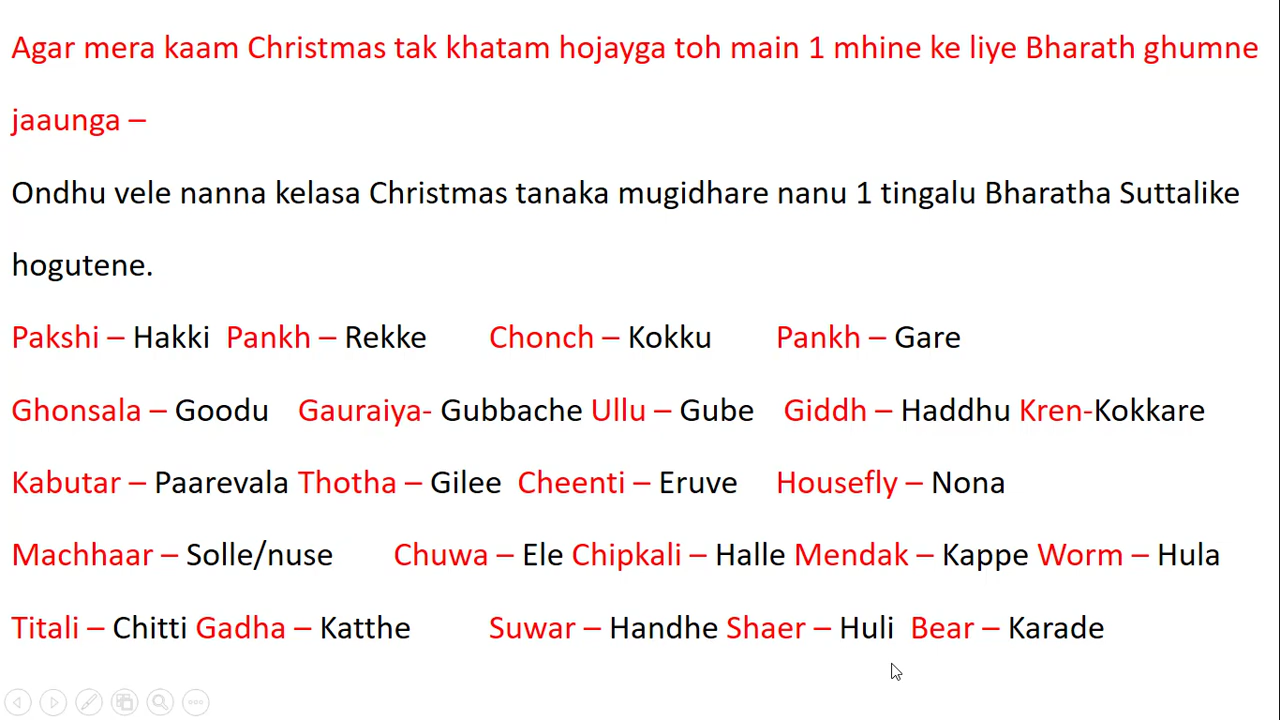 Agar mera kaam Christmas tak khatam hojayga toh main 1 mhine ke liye Bharath ghumne
jaaunga –
Ondhu vele nanna kelasa Christmas tanaka mugidhare nanu 1 tingalu Bharatha Suttalike
hogutene.
Pakshi – Hakki Pankh – Rekke Chonch – Kokku Pankh – Gare
Ghonsala – Goodu Gauraiya- Gubbache Ullu – Gube Giddh – Haddhu Kren-Kokkare
Kabutar – Paarevala Thotha – Gilee Cheenti – Eruve Housefly – Nona
Machhaar – Solle/nuse Chuwa – Ele Chipkali – Halle Mendak – Kappe Worm – Hula
Titali – Chitti Gadha – Katthe Suwar – Handhe Shaer – Huli Bear – Karade